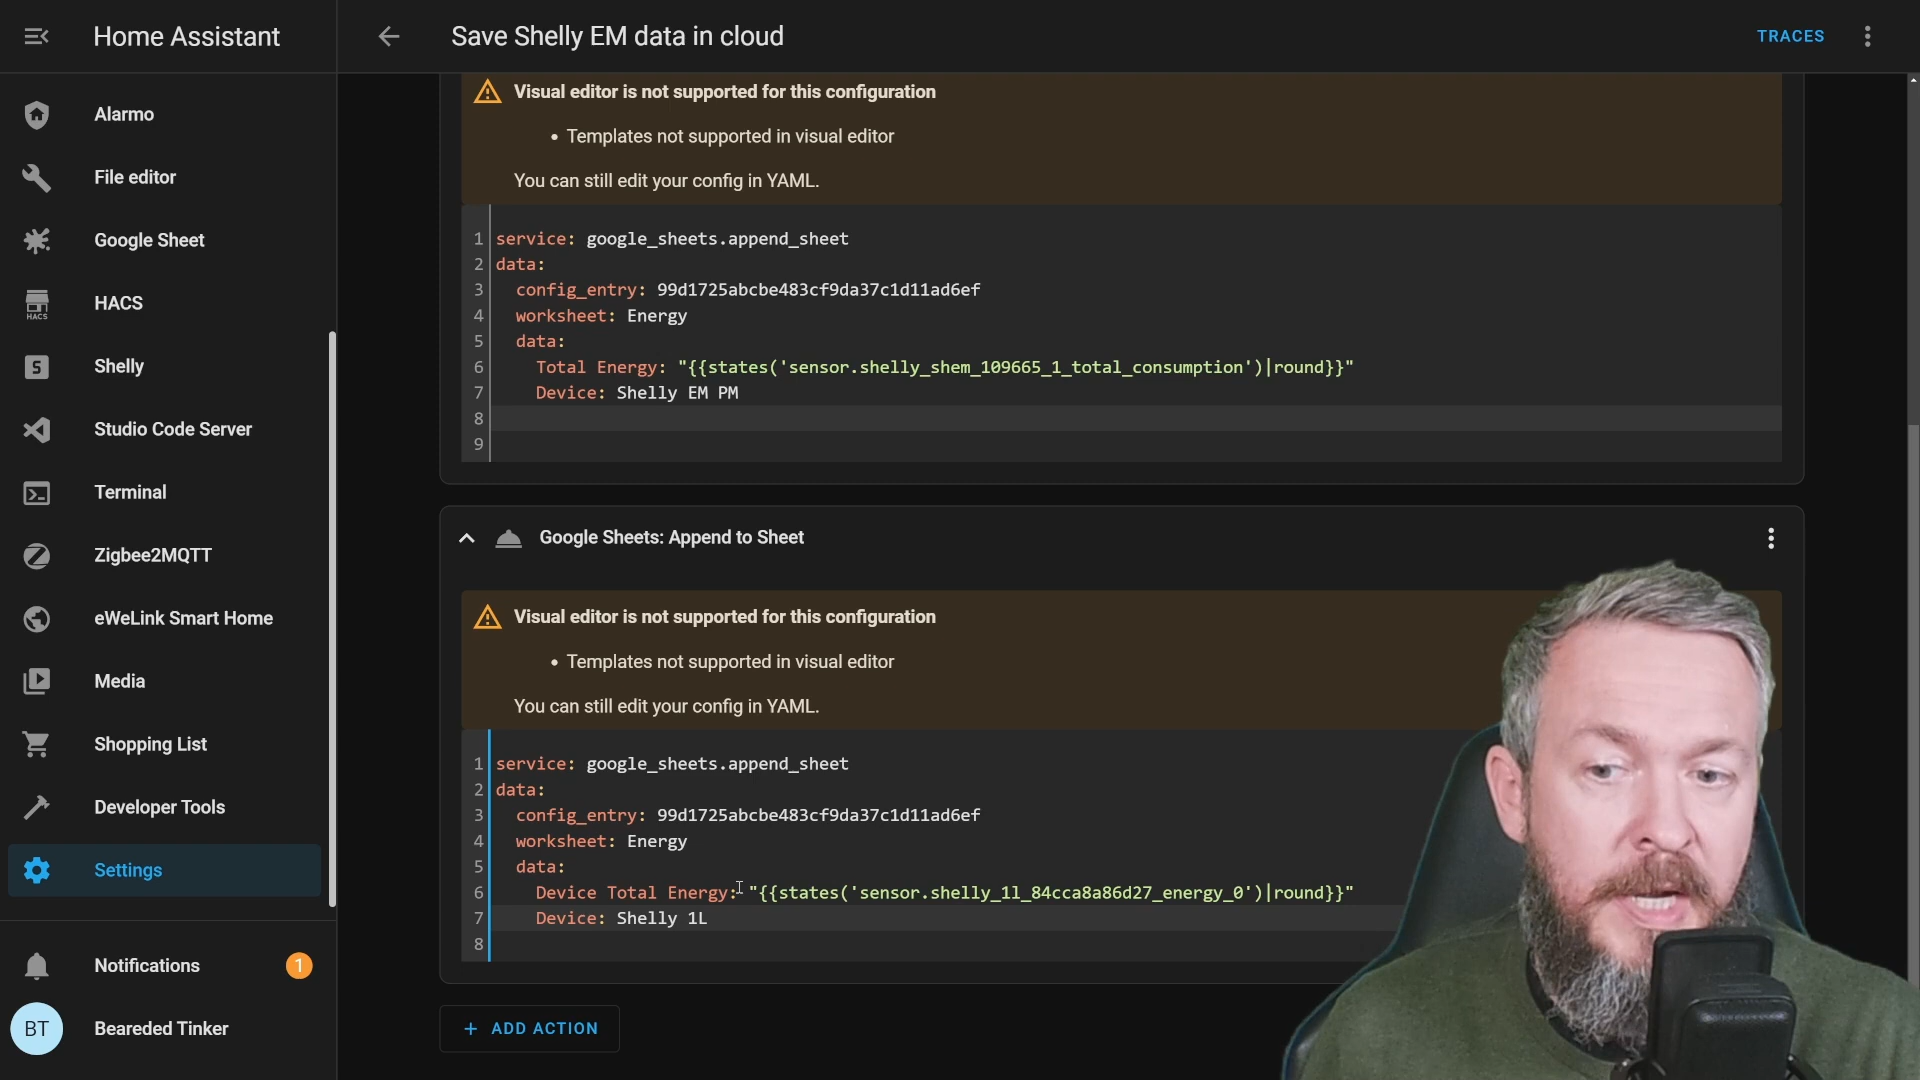 Home Assistant
Save Shelly EM data in cloud
TRACES
Alarmo
File editor
Google Sheet
HACS
HACS
Shelly
S
Studio Code Server
Terminal
Zigbee2MQTT
eWeLink Smart Home
Media
Shopping List
Developer Tools
Settings
Notifications
1
BT
Bearded Tinker
Visual editor is not supported for this configuration
• Templates not supported in visual editor
You can still edit your config in YAML.
1 service: google_sheets.append_sheet
2 data:
3 config_entry: 99d1725abcbe483cf9da37c1d11ad6ef
4 worksheet: Energy
5 data:
6 Total Energy: "{{states('sensor.shelly_shem_109665_1_total_consumption')|round}}"
7 Device: Shelly EM PM
8
9
Google Sheets: Append to Sheet
Visual editor is not supported for this configuration
• Templates not supported in visual editor
You can still edit your config in YAML.
1 service: google_sheets.append_sheet
2 data:
3 config_entry: 99d1725abcbe483cf9da37c1d11ad6ef
4 worksheet: Energy
5 data:
6 Device Total Energy: "{{states('sensor.shelly_1l_84cca8a86d27_energy_0')|round}}"
7 Device: Shelly 1L
8
+ ADD ACTION